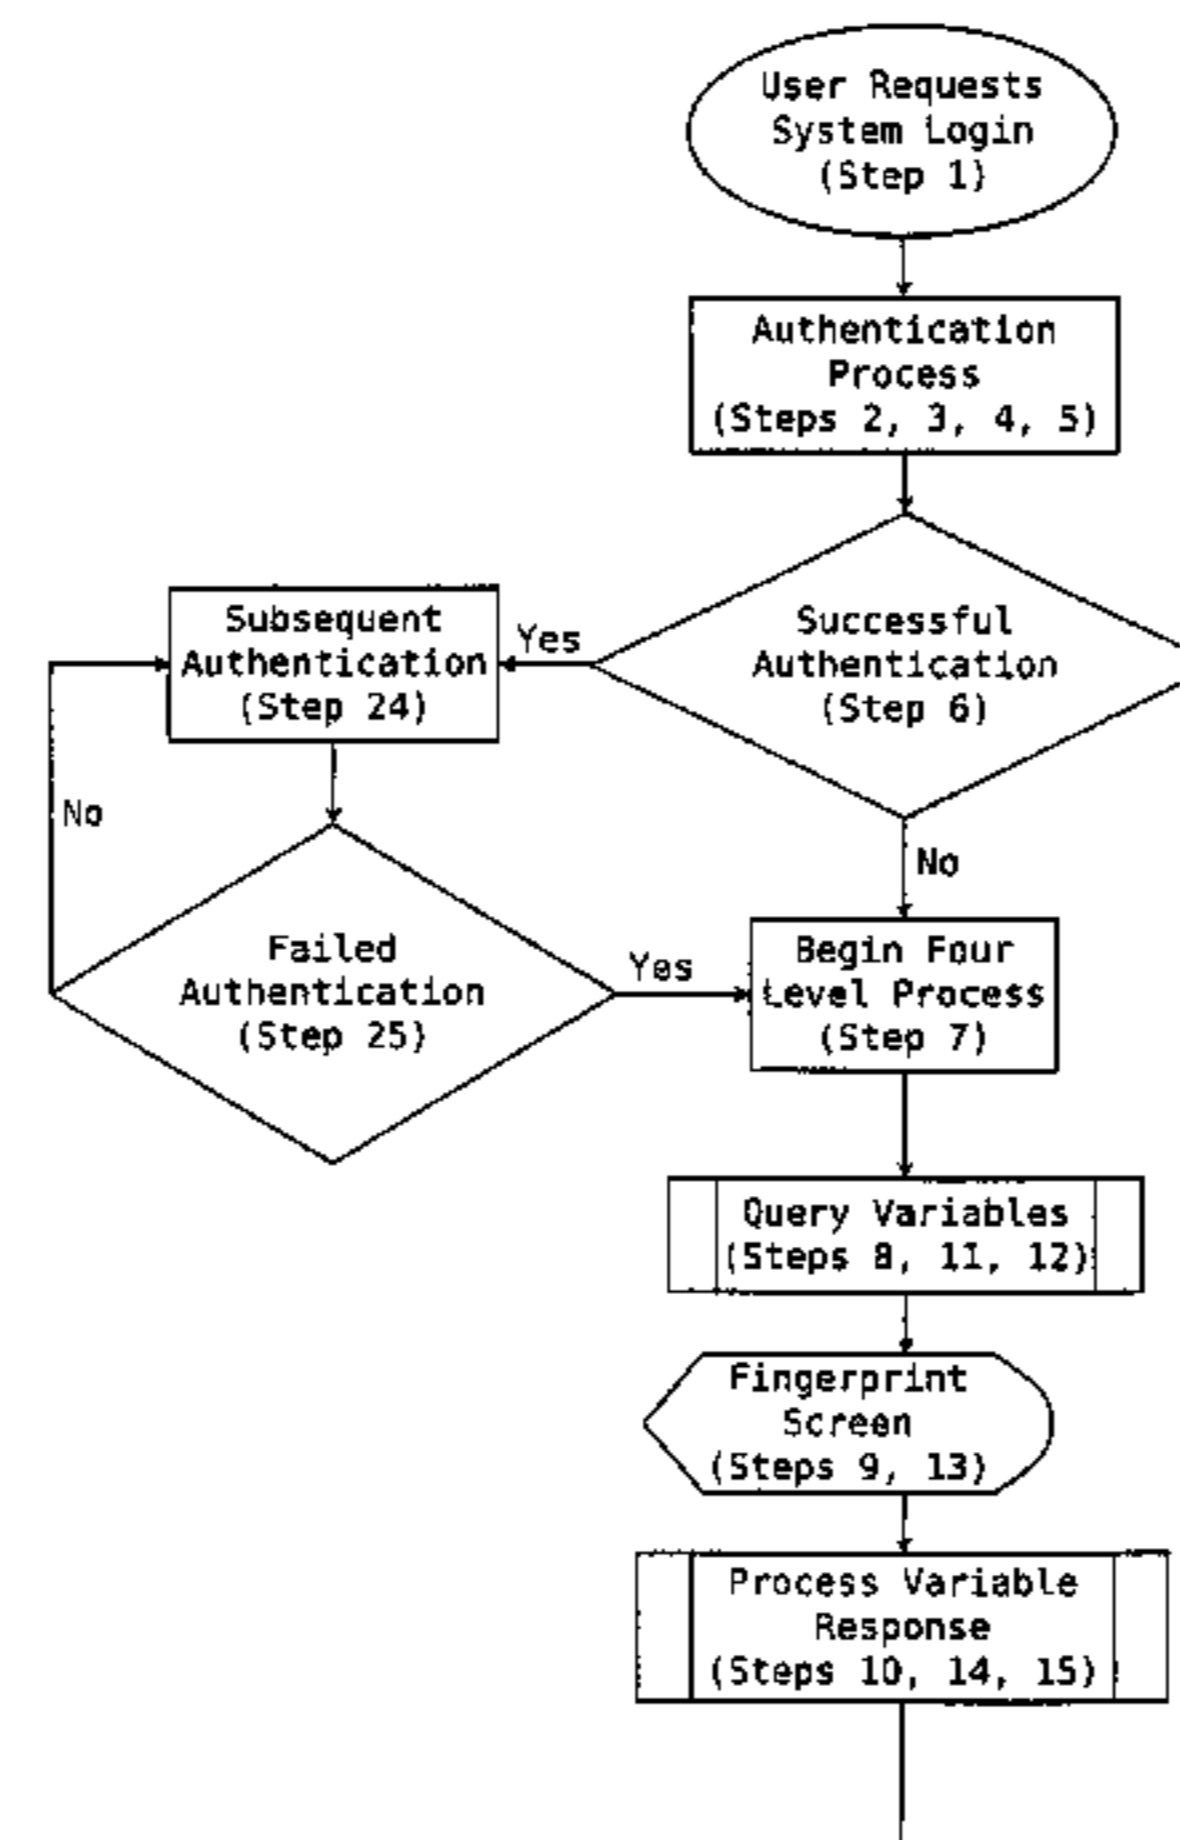 User Requests
System Login
(Step 1)
Authentication
Process
(Steps 2, 3, 4, 5)
Successful
Authentication
(Step 6)
Yes
Subsequent
Authentication
(Step 24)
No
No
Failed
Authentication
(Step 25)
Yes
Begin Four
Level Process
(Step 7)
Query Variables
(Steps 8, 11, 12)
Fingerprint
Screen
(Steps 9, 13)
Process Variable
Response
(Steps 10, 14, 15)